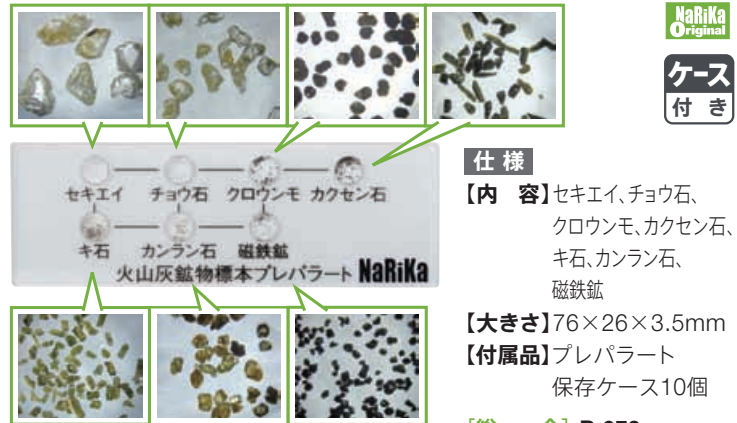 NaRiKa
Original
ケース
付き
セキエイ チョウ石 クロウンモ カクセン石
キ石 カンラン石 磁鉄鉱
火山灰鉱物標本プレパラート NaRiKa
仕様
【内　容】セキエイ、チョウ石、
クロウンモ、カクセン石、
キ石、カンラン石、
磁鉄鉱
【大きさ】76×26×3.5mm
【付属品】プレパラート
保存ケース10個